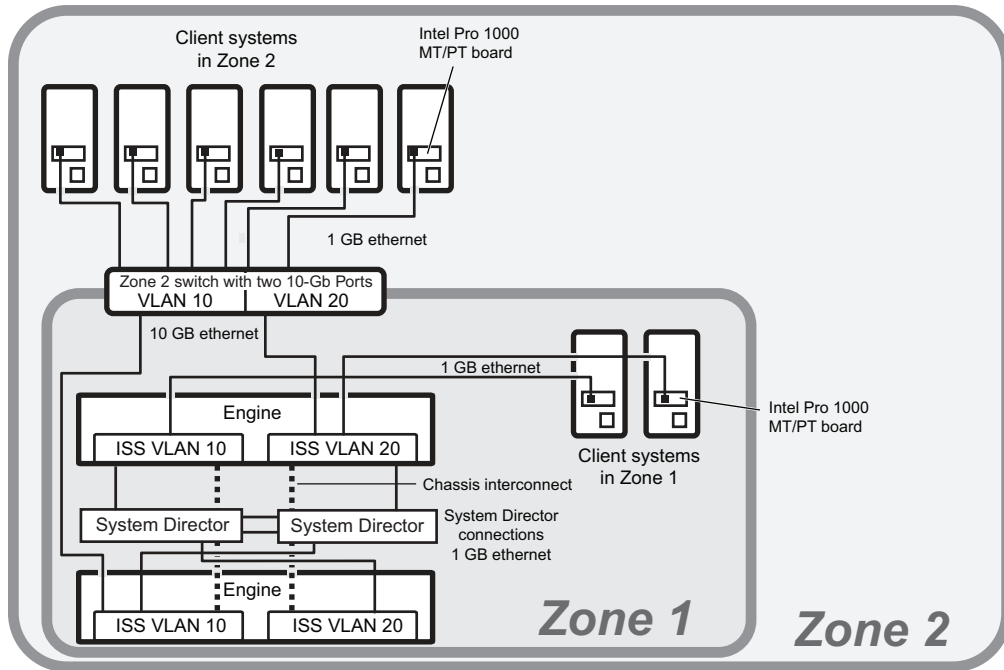 Client systems
in Zone 2
Intel Pro 1000
MT/PT board
1 GB ethernet
Zone 2 switch with two 10-Gb Ports
VLAN 10
VLAN 20
10 GB ethernet
1 GB ethernet
Engine
ISS VLAN 10
ISS VLAN 20
Intel Pro 1000
MT/PT board
Client systems
in Zone 1
Chassis interconnect
System Director
System Director
System Director
connections
1 GB ethernet
Engine
ISS VLAN 10
ISS VLAN 20
Zone 1
Zone 2